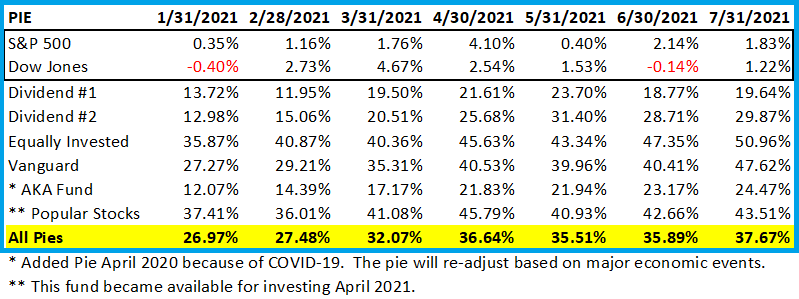 PIE 1/31/2021 2/28/2021 3/31/2021 4/30/2021 5/31/2021 6/30/2021 7/31/2021
S&P 500 0.35% 1.16% 1.76% 4.10% 0.40% 2.14% 1.83%
Dow Jones -0.40% 2.73% 4.67% 2.54% 1.53% -0.14% 1.22%
Dividend #1 13.72% 11.95% 19.50% 21.61% 23.70% 18.77% 19.64%
Dividend #2 12.98% 15.06% 20.51% 25.68% 31.40% 28.71% 29.87%
Equally Invested 35.87% 40.87% 40.36% 45.63% 43.34% 47.35% 50.96%
Vanguard 27.27% 29.21% 35.31% 40.53% 39.96% 40.41% 47.62%
* AKA Fund 12.07% 14.39% 17.17% 21.83% 21.94% 23.17% 24.47%
** Popular Stocks 37.41% 36.01% 41.08% 45.79% 40.93% 42.66% 43.51%
All Pies 26.97% 27.48% 32.07% 36.64% 35.51% 35.89% 37.67%
* Added Pie April 2020 because of COVID-19. The pie will re-adjust based on major economic events.
** This fund became available for investing April 2021.